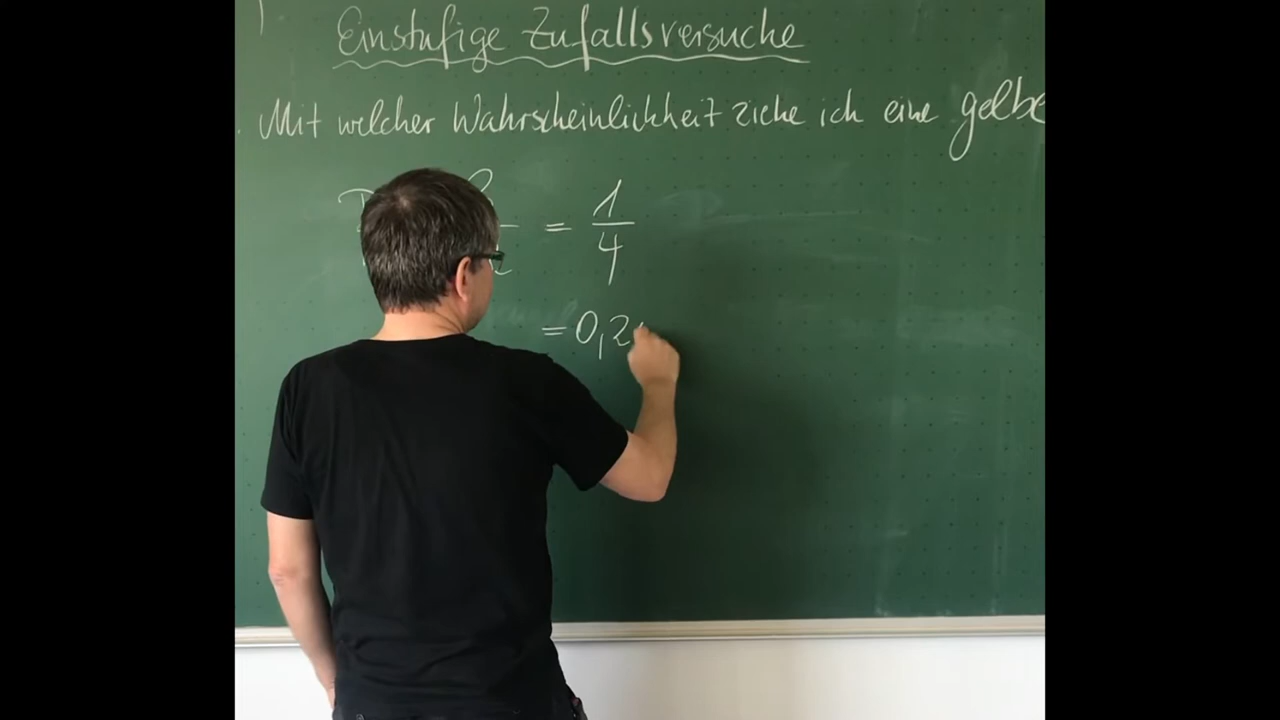 Einstufige Zufallsversuche
Mit welcher Wahrscheinlichkeit ziehe ich eine gelbe
= 1/4
= 0,2